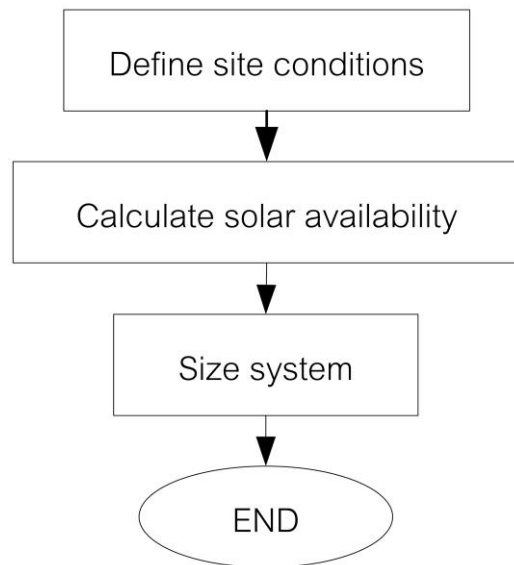 Define site conditions
Calculate solar availability
Size system
END